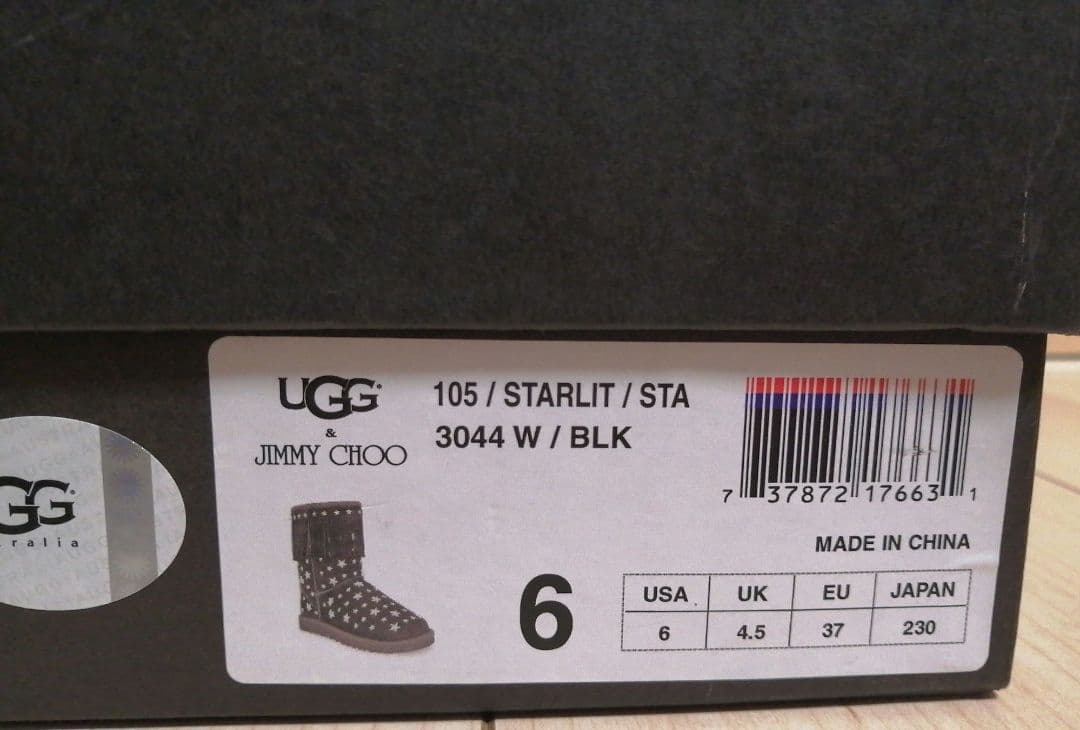 UGG
&
JIMMY CHOO
105 / STARLIT / STA
3044 W / BLK
7 37872 17663 1
MADE IN CHINA
6
USA UK EU JAPAN
6 4.5 37 230
GG
ralia